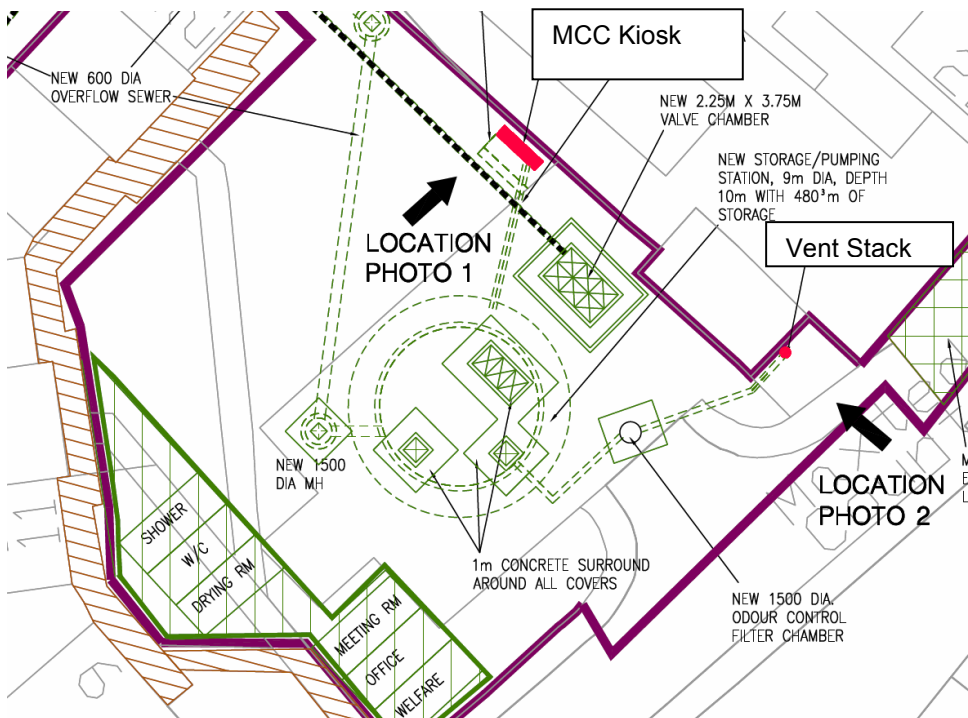 MCC Kiosk
NEW 600 DIA
OVERFLOW SEWER
NEW 2.25M X 3.75M
VALVE CHAMBER
NEW STORAGE/PUMPING
STATION, 9m DIA, DEPTH
10m WITH 480³m OF
STORAGE
Vent Stack
LOCATION
PHOTO 1
NEW 1500
DIA MH
LOCATION
PHOTO 2
SHOWER
W/C
DRYING RM
1m CONCRETE SURROUND
AROUND ALL COVERS
MEETING RM
OFFICE
WELFARE
NEW 1500 DIA.
ODOUR CONTROL
FILTER CHAMBER
11